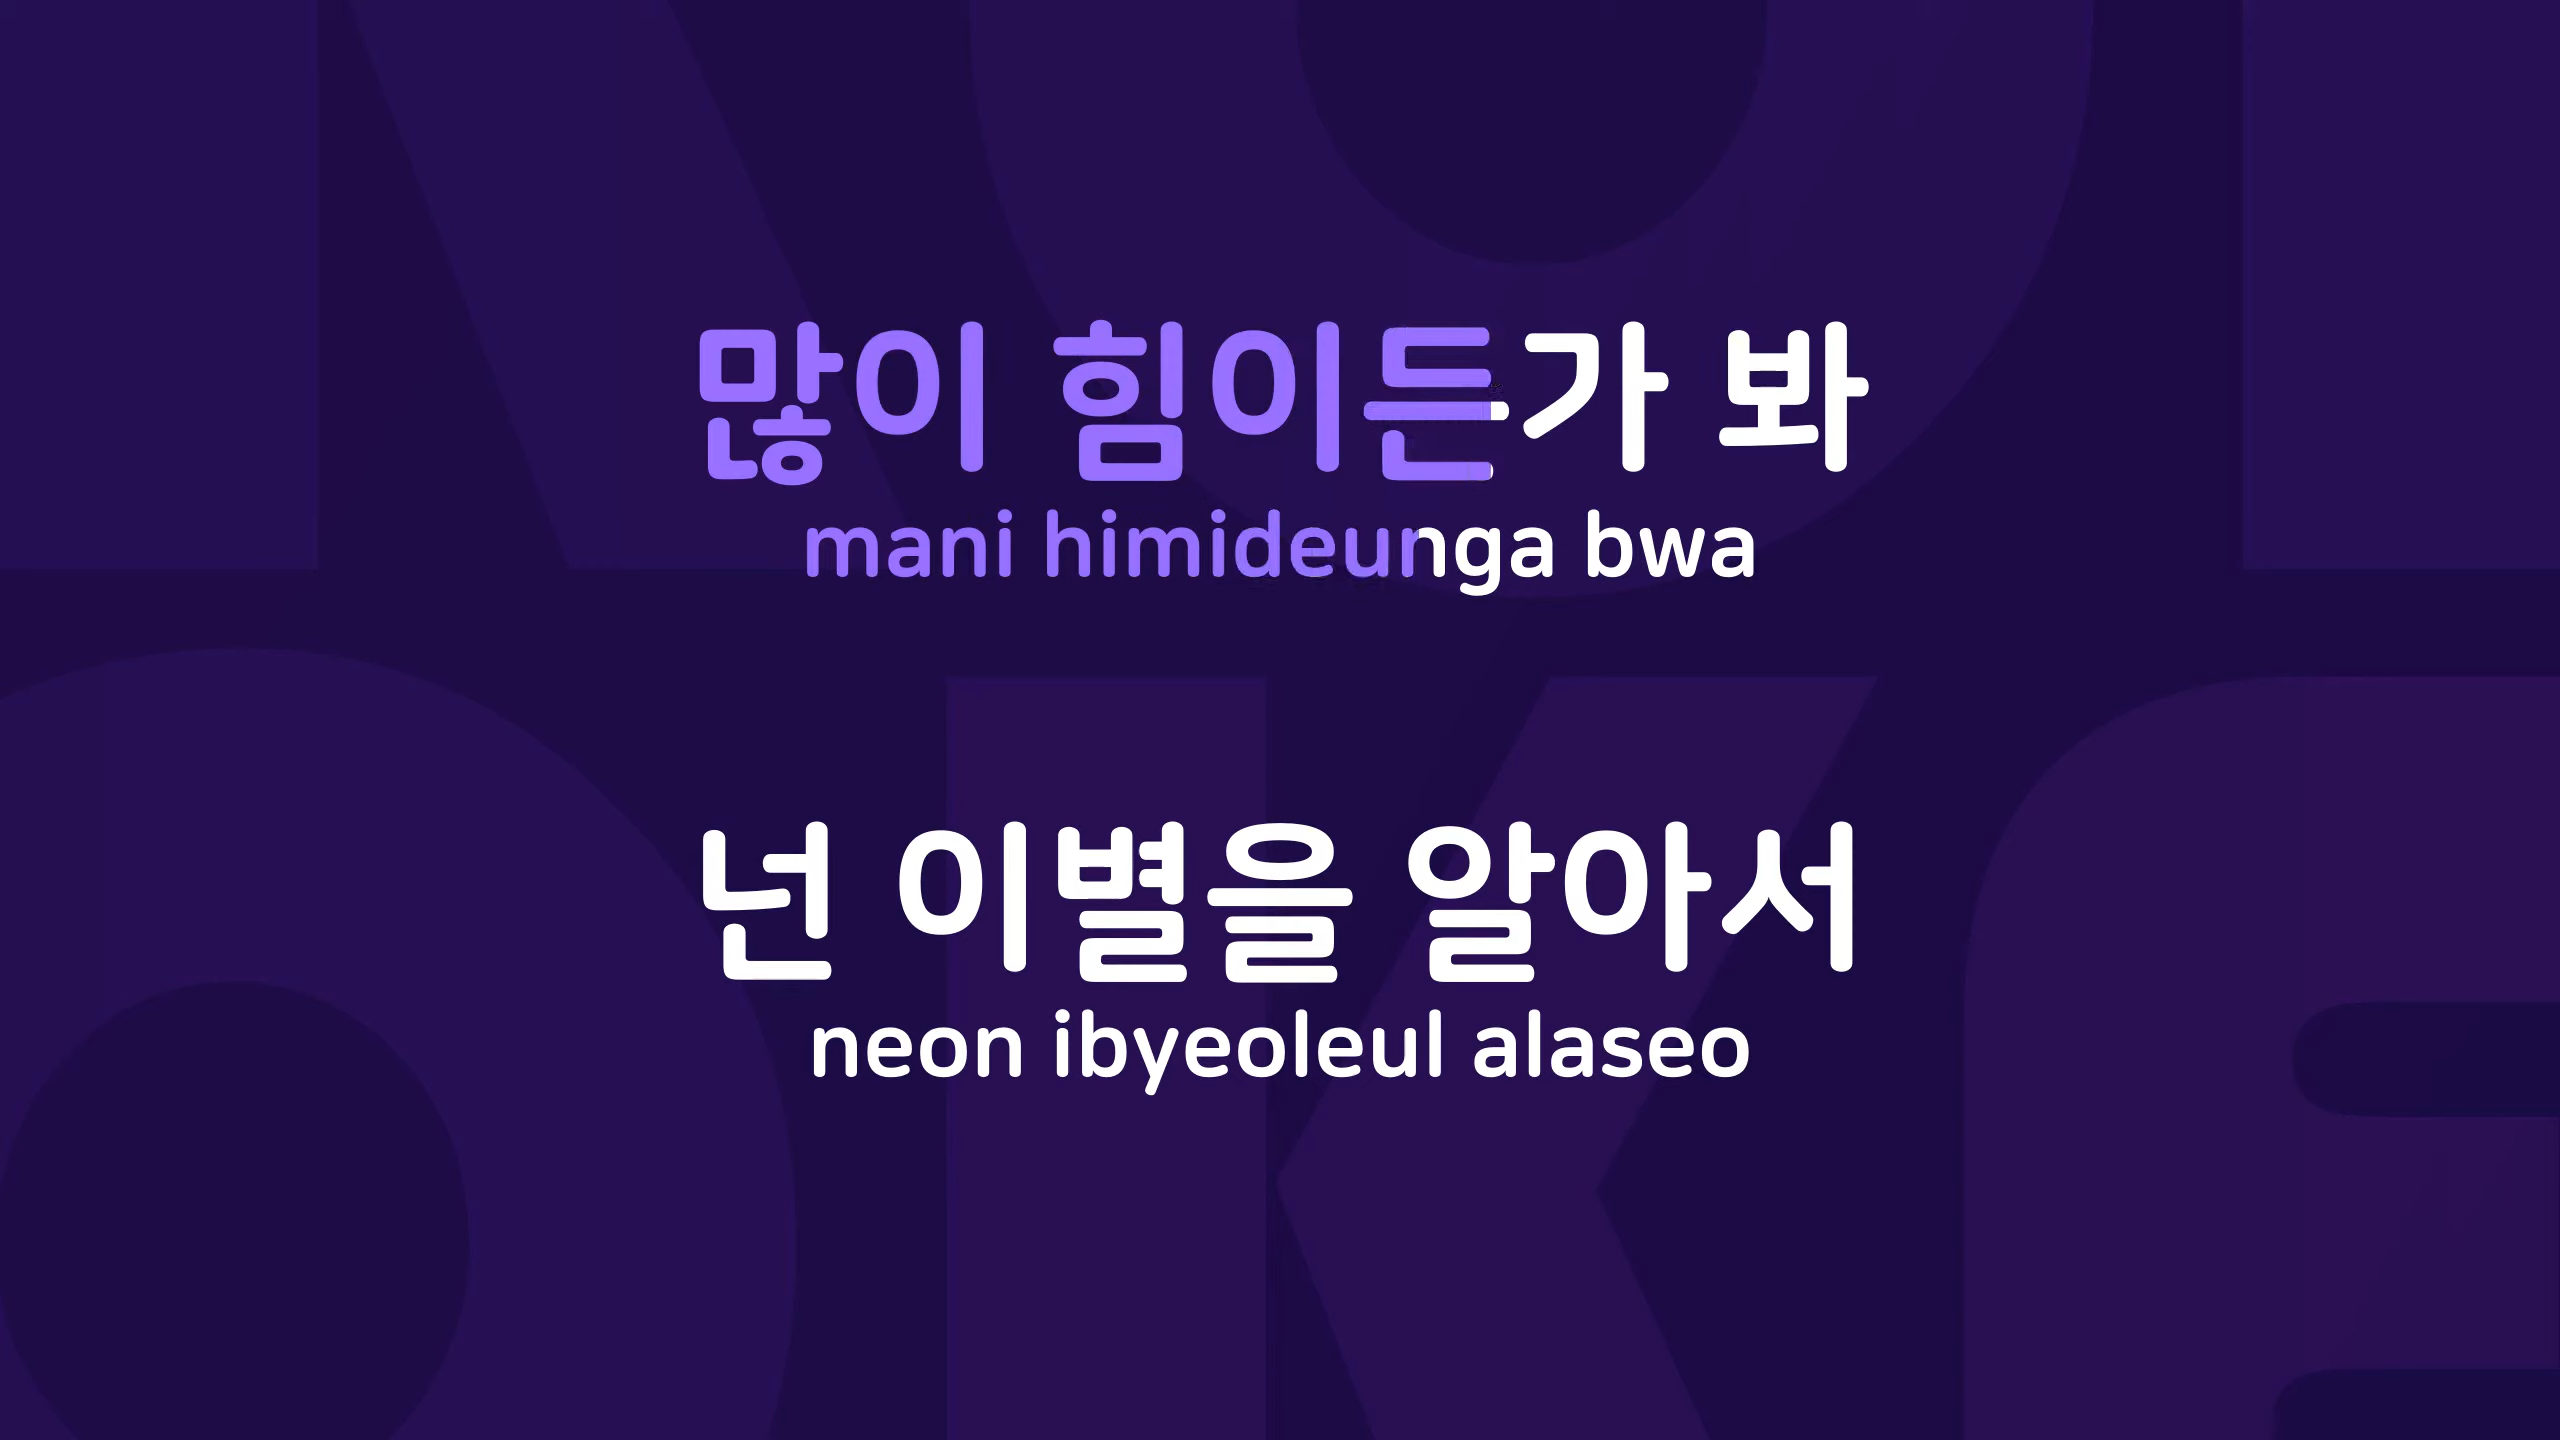 많이 힘이든가 봐
mani himideunga bwa
넌 이별을 알아서
neon ibyeoleul alaseo